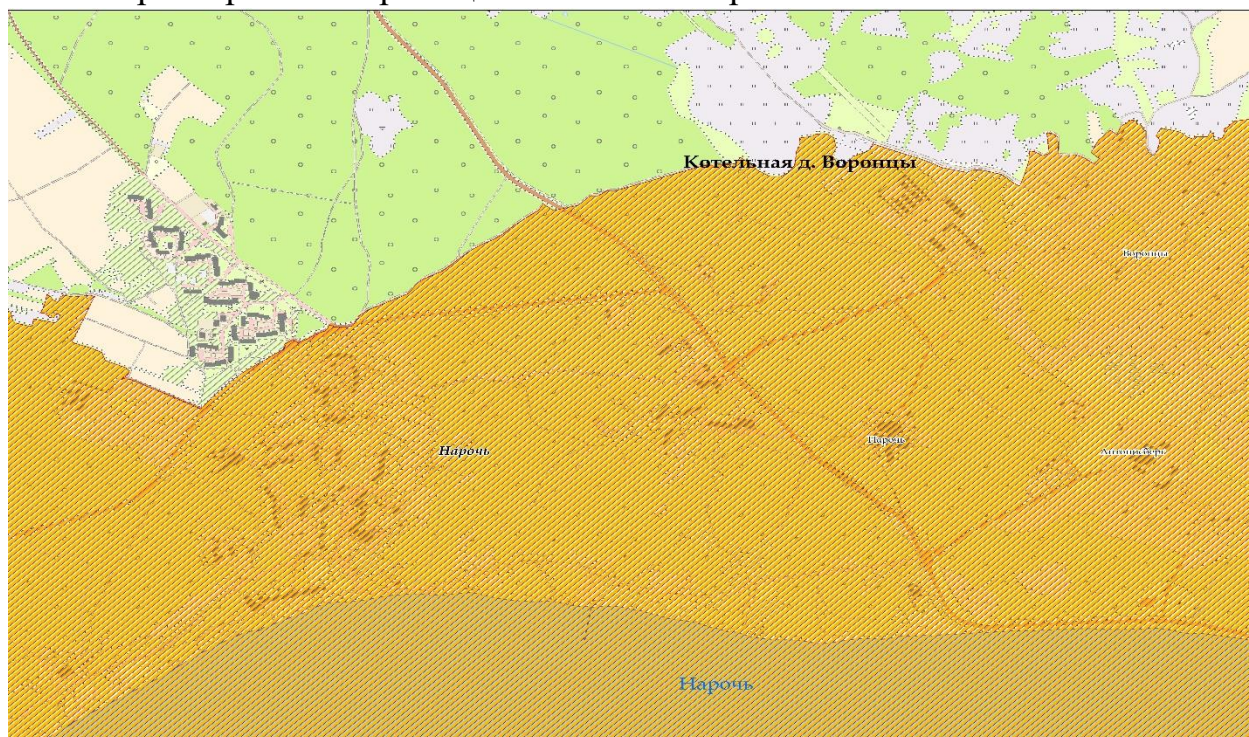 Котельная д. Воронцы
Воронцы
Нарочь
Нарочь
Нарочь